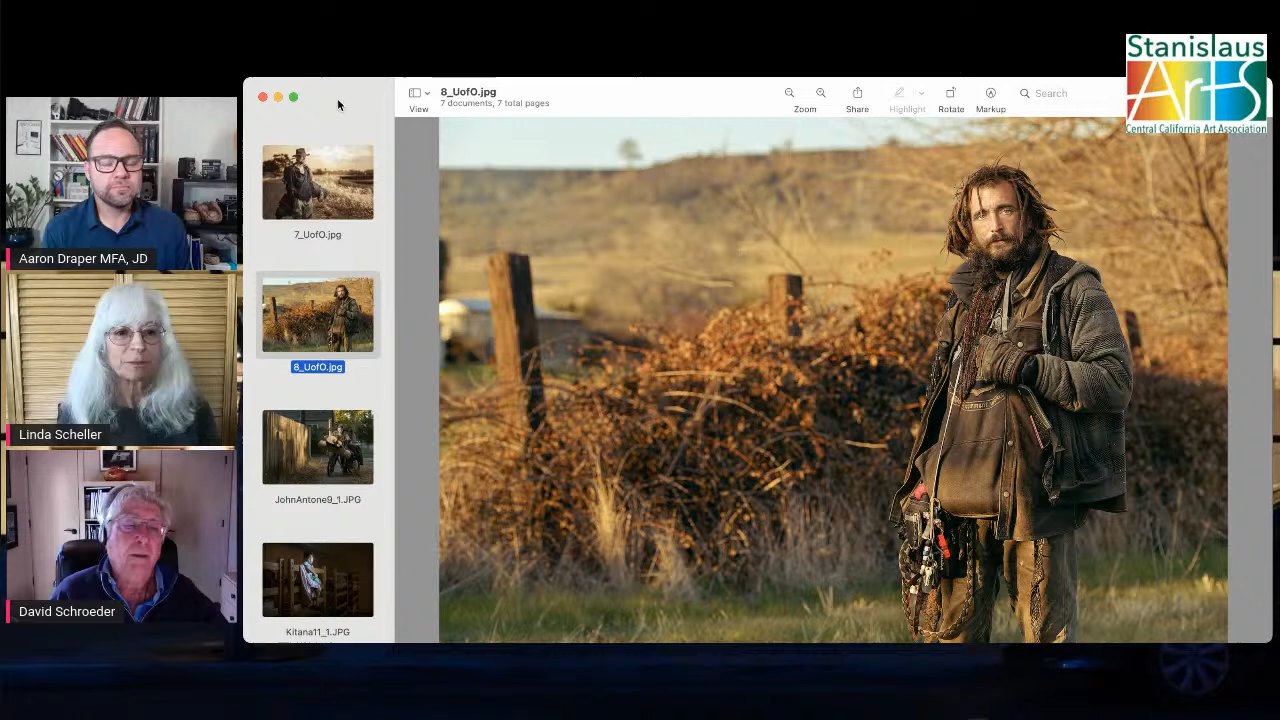 Stanislaus
ArtS
Central California Art Association
8_UofO.jpg
7 documents, 7 total pages
View
Zoom
Share
Highlight
Rotate
Markup
Search
7_UofO.jpg
8_UofO.jpg
JohnAntone9_1.JPG
Kitana11_1.JPG
Aaron Draper MFA, JD
Linda Scheller
David Schroeder